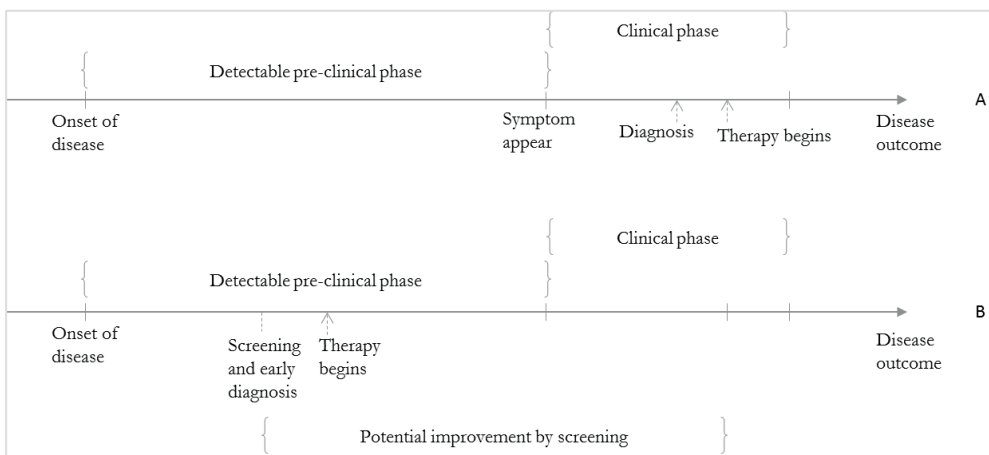 Clinical phase
Detectable pre-clinical phase
A
Onset of
disease
Symptom
appear
Diagnosis
Therapy begins
Disease
outcome
Clinical phase
Detectable pre-clinical phase
B
Onset of
disease
Screening
and early
diagnosis
Therapy
begins
Disease
outcome
Potential improvement by screening